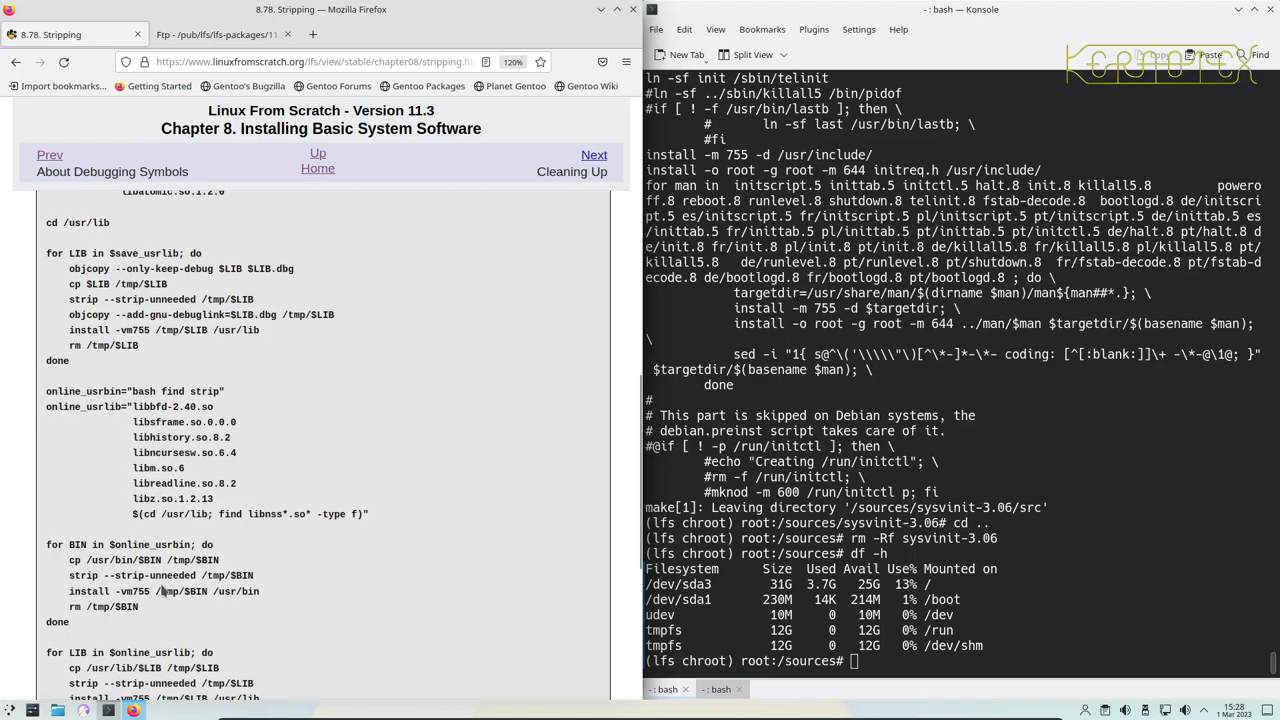 8.78. Stripping — Mozilla Firefox
8.78. Stripping
Ftp - /pub/lfs/lfs-packages/11.
https://www.linuxfromscratch.org/lfs/view/stable/chapter08/stripping
120%
Import bookmarks...
Getting Started
Gentoo's Bugzilla
Gentoo Forums
Gentoo Packages
Planet Gentoo
Gentoo Wiki
Linux From Scratch - Version 11.3
Chapter 8. Installing Basic System Software
Prev
Up
Next
About Debugging Symbols
Home
Cleaning Up
libatomic.so.1.2.0"
cd /usr/lib
for LIB in $save_usrlib; do
objcopy --only-keep-debug $LIB $LIB.dbg
cp $LIB /tmp/$LIB
strip --strip-unneeded /tmp/$LIB
objcopy --add-gnu-debuglink=$LIB.dbg /tmp/$LIB
install -vm755 /tmp/$LIB /usr/lib
rm /tmp/$LIB
done
online_usrbin="bash find strip"
online_usrlib="libbfd-2.40.so
libsframe.so.0.0.0
libhistory.so.8.2
libncursesw.so.6.4
libm.so.6
libreadline.so.8.2
libz.so.1.2.13
$(cd /usr/lib; find libnss*.so* -type f)"
for BIN in $online_usrbin; do
cp /usr/bin/$BIN /tmp/$BIN
strip --strip-unneeded /tmp/$BIN
install -vm755 /tmp/$BIN /usr/bin
rm /tmp/$BIN
done
for LIB in $online_usrlib; do
cp /usr/lib/$LIB /tmp/$LIB
strip --strip-unneeded /tmp/$LIB
install -vm755 /tmp/$LIB /usr/lib
- : bash — Konsole
File Edit View Bookmarks Plugins Settings Help
New Tab Split View Copy Paste Find
KERNOTEX
ln -sf init /sbin/telinit
#ln -sf ../sbin/killall5 /bin/pidof
#if [ ! -f /usr/bin/lastb ]; then \
# ln -sf last /usr/bin/lastb; \
#fi
install -m 755 -d /usr/include/
install -o root -g root -m 644 initreq.h /usr/include/
for man in initscript.5 inittab.5 initctl.5 halt.8 init.8 killall5.8 powero
ff.8 reboot.8 runlevel.8 shutdown.8 telinit.8 fstab-decode.8 bootlogd.8 de/initscri
pt.5 es/initscript.5 fr/initscript.5 pl/initscript.5 pt/initscript.5 de/inittab.5 es
/inittab.5 fr/inittab.5 pl/inittab.5 pt/inittab.5 pt/initctl.5 de/halt.8 pt/halt.8 d
e/init.8 fr/init.8 pl/init.8 pt/init.8 de/killall5.8 fr/killall5.8 pl/killall5.8 pt/
killall5.8 de/runlevel.8 pt/runlevel.8 pt/shutdown.8 fr/fstab-decode.8 pt/fstab-d
ecode.8 de/bootlogd.8 fr/bootlogd.8 pt/bootlogd.8 ; do \
targetdir=/usr/share/man/$(dirname $man)/man${man##*.}; \
install -m 755 -d $targetdir; \
install -o root -g root -m 644 ../man/$man $targetdir/$(basename $man);
\
sed -i "1{ s@^\('\\\\\"\)[^\*-]*-\*- coding: [^[:blank:]]\+ -\*-@\1@; }"
$targetdir/$(basename $man); \
done
#
# This part is skipped on Debian systems, the
# debian.preinst script takes care of it.
#@if [ ! -p /run/initctl ]; then \
#echo "Creating /run/initctl"; \
#rm -f /run/initctl; \
#mknod -m 600 /run/initctl p; fi
make[1]: Leaving directory '/sources/sysvinit-3.06/src'
(lfs chroot) root:/sources/sysvinit-3.06# cd ..
(lfs chroot) root:/sources# rm -Rf sysvinit-3.06
(lfs chroot) root:/sources# df -h
Filesystem Size Used Avail Use% Mounted on
/dev/sda3 31G 3.7G 25G 13% /
/dev/sda1 230M 14K 214M 1% /boot
udev 10M 0 10M 0% /dev
tmpfs 12G 0 12G 0% /run
tmpfs 12G 0 12G 0% /dev/shm
(lfs chroot) root:/sources#
- : bash
- : bash
15:28
1 Mar 2023